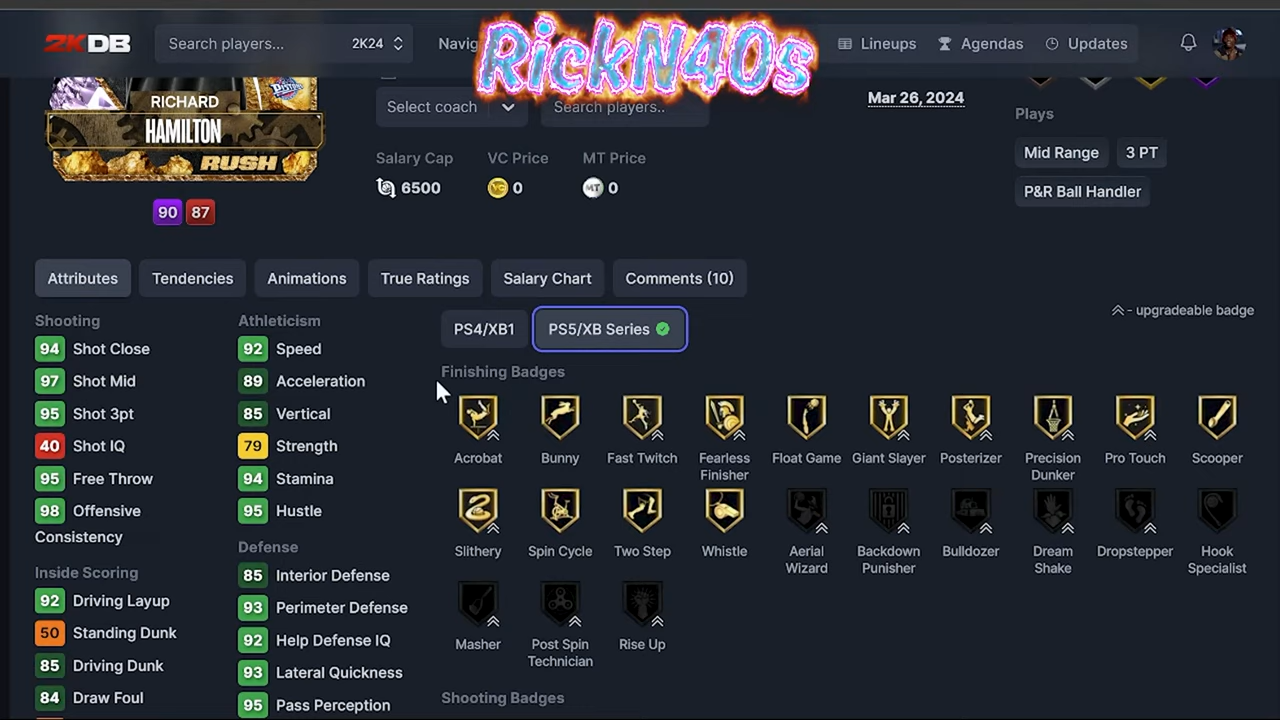 2KDB
Search players...
2K24
Navig
RickN40s
Lineups
Agendas
Updates
RICHARD
HAMILTON
RUSH
90
87
Select coach
Search players..
Salary Cap
VC Price
MT Price
6500
VC
0
MT
0
Mar 26, 2024
Plays
Mid Range
3 PT
P&R Ball Handler
Attributes
Tendencies
Animations
True Ratings
Salary Chart
Comments (10)
Shooting
94 Shot Close
97 Shot Mid
95 Shot 3pt
40 Shot IQ
95 Free Throw
98 Offensive
Consistency
Inside Scoring
92 Driving Layup
50 Standing Dunk
85 Driving Dunk
84 Draw Foul
Athleticism
92 Speed
89 Acceleration
85 Vertical
79 Strength
94 Stamina
95 Hustle
Defense
85 Interior Defense
93 Perimeter Defense
92 Help Defense IQ
93 Lateral Quickness
95 Pass Perception
PS4/XB1
PS5/XB Series
- upgradeable badge
Finishing Badges
Acrobat
Bunny
Fast Twitch
Fearless
Finisher
Float Game
Giant Slayer
Posterizer
Precision
Dunker
Pro Touch
Scooper
Slithery
Spin Cycle
Two Step
Whistle
Aerial
Wizard
Backdown
Punisher
Bulldozer
Dream
Shake
Dropstepper
Hook
Specialist
Masher
Post Spin
Technician
Rise Up
Shooting Badges